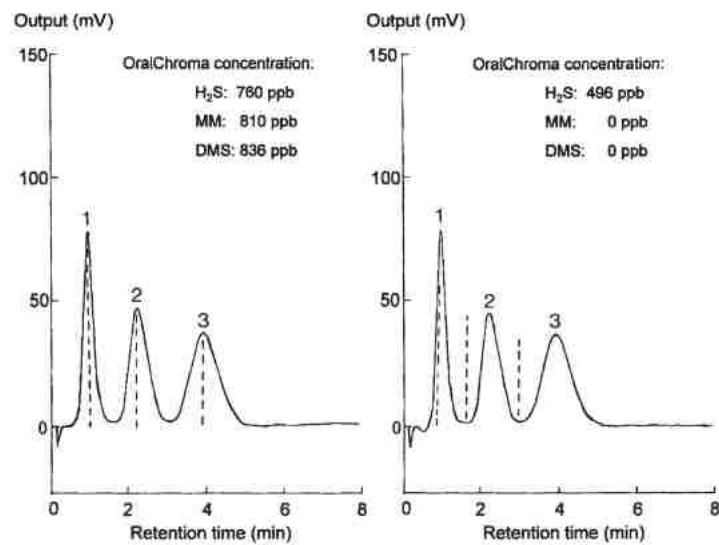 Output (mV)
150
100
50
0
OralChroma concentration:
H₂S: 760 ppb
MM: 810 ppb
DMS: 836 ppb
1
2
3
0 2 4 6 8
Retention time (min)
Output (mV)
150
100
50
0
OralChroma concentration:
H₂S: 496 ppb
MM: 0 ppb
DMS: 0 ppb
1
2
3
0 2 4 6 8
Retention time (min)